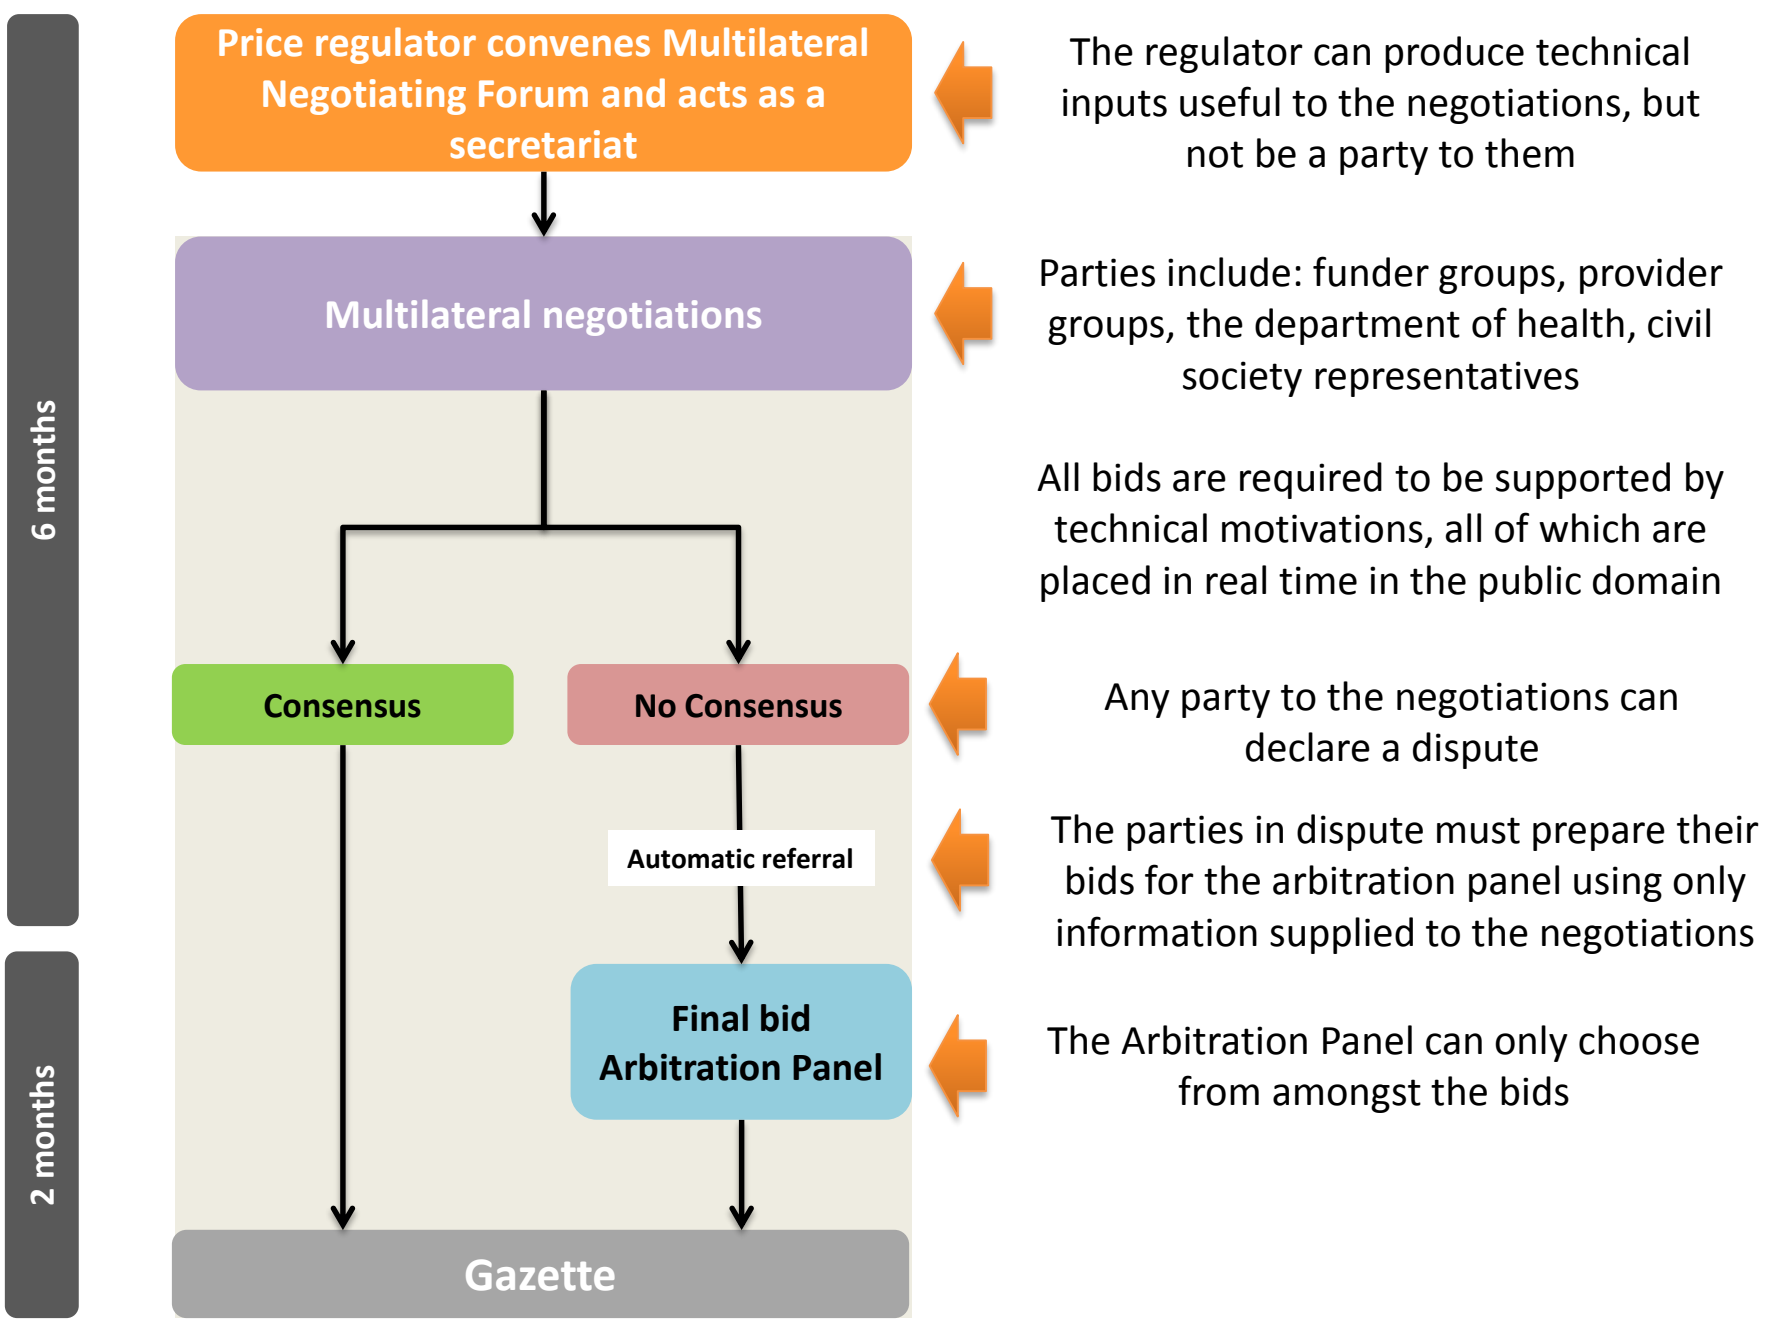 Price regulator convenes Multilateral
Negotiating Forum and acts as a
secretariat
The regulator can produce technical
inputs useful to the negotiations, but
not be a party to them
6 months
Multilateral negotiations
Parties include: funder groups, provider
groups, the department of health, civil
society representatives
All bids are required to be supported by
technical motivations, all of which are
placed in real time in the public domain
Consensus
No Consensus
Any party to the negotiations can
declare a dispute
Automatic referral
The parties in dispute must prepare their
bids for the arbitration panel using only
information supplied to the negotiations
2 months
Final bid
Arbitration Panel
The Arbitration Panel can only choose
from amongst the bids
Gazette